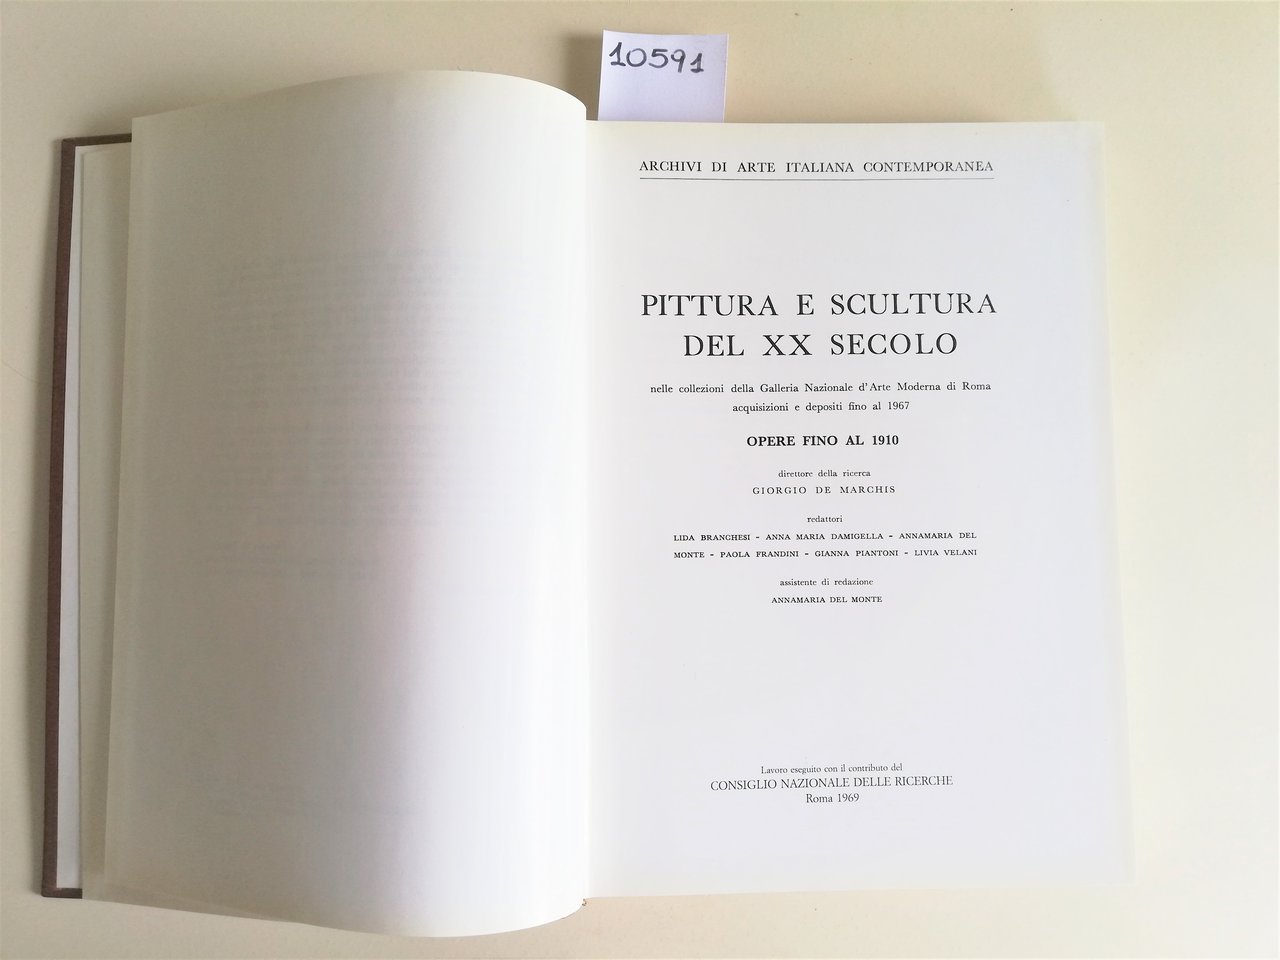 10591
ARCHIVI DI ARTE ITALIANA CONTEMPORANEA
PITTURA E SCULTURA
DEL XX SECOLO
nelle collezioni della Galleria Nazionale d'Arte Moderna di Roma
acquisizioni e depositi fino al 1967
OPERE FINO AL 1910
direttore della ricerca
GIORGIO DE MARCHIS
redattori
LIDA BRANCHESI - ANNA MARIA DAMIGELLA - ANNAMARIA DEL
MONTE - PAOLA FRANDINI - GIANNA PIANTONI - LIVIA VELANI
assistente di redazione
ANNAMARIA DEL MONTE
Lavoro eseguito con il contributo del
CONSIGLIO NAZIONALE DELLE RICERCHE
Roma 1969